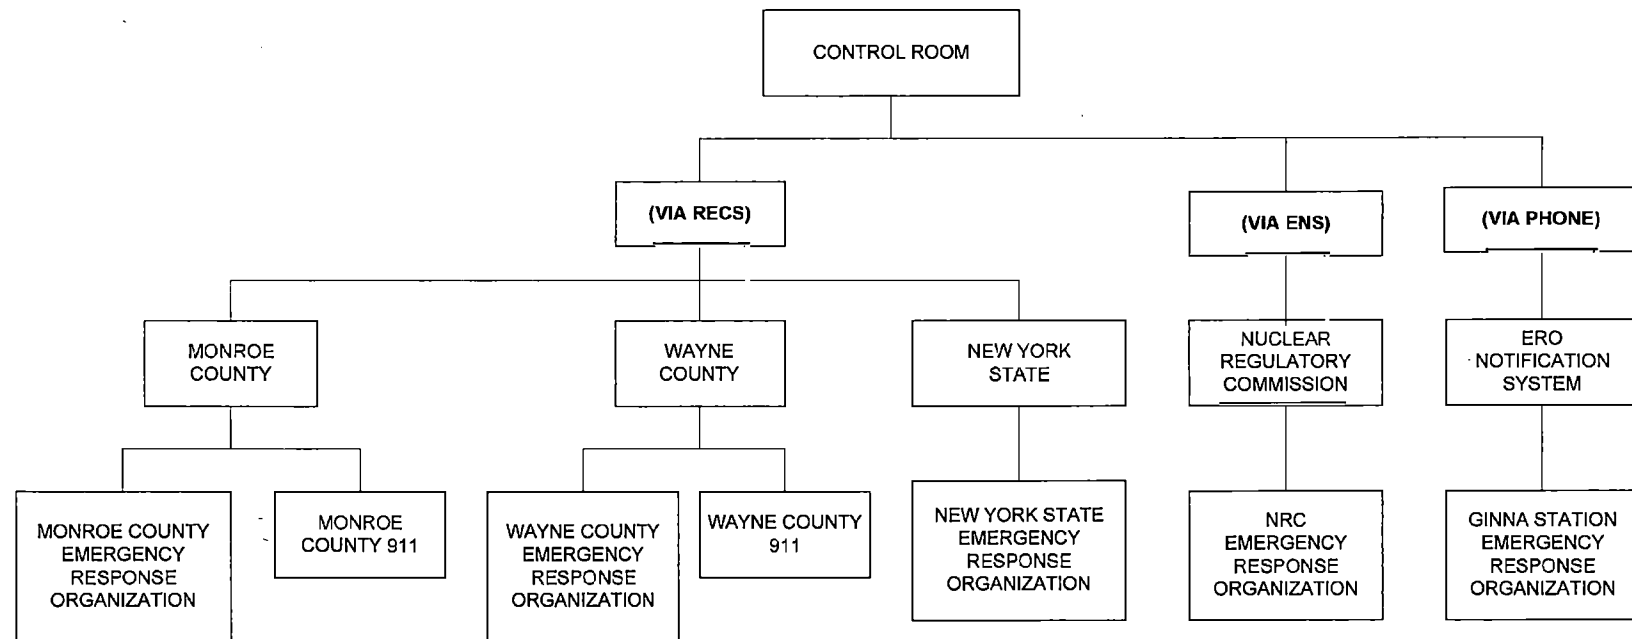 CONTROL ROOM
(VIA RECS)
(VIA ENS)
(VIA PHONE)
MONROE
COUNTY
WAYNE
COUNTY
NEW YORK
STATE
NUCLEAR
REGULATORY
COMMISSION
ERO
NOTIFICATION
SYSTEM
MONROE COUNTY
EMERGENCY
RESPONSE
ORGANIZATION
MONROE
COUNTY 911
WAYNE COUNTY
EMERGENCY
RESPONSE
ORGANIZATION
WAYNE COUNTY
911
NEW YORK STATE
EMERGENCY
RESPONSE
ORGANIZATION
NRC
EMERGENCY
RESPONSE
ORGANIZATION
GINNA STATION
EMERGENCY
RESPONSE
ORGANIZATION